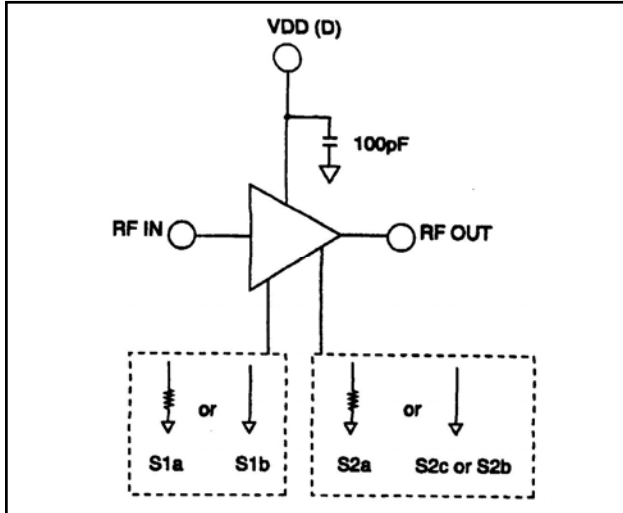 VDD (D)
100pF
RF IN
RF OUT
or
or
S1a
S1b
S2a
S2c or S2b